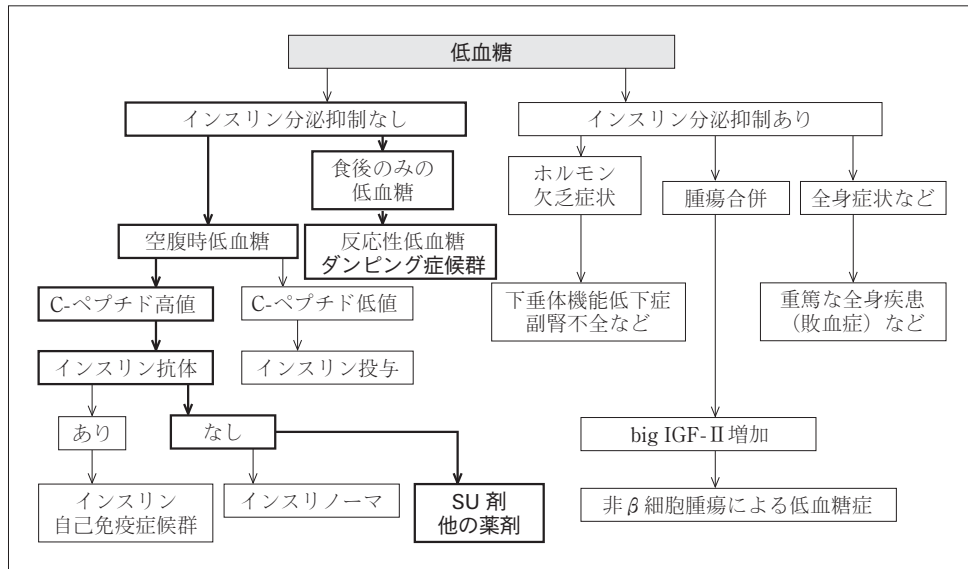 低血糖
インスリン分泌抑制なし
インスリン分泌抑制あり
食後のみの
低血糖
ホルモン
欠乏症状
腫瘍合併
全身症状など
空腹時低血糖
反応性低血糖
ダンピング症候群
C-ペプチド高値
C-ペプチド低値
下垂体機能低下症
副腎不全など
重篤な全身疾患
（敗血症）など
インスリン抗体
インスリン投与
あり
なし
big IGF-Ⅱ増加
インスリン
自己免疫症候群
インスリノーマ
SU 剤
他の薬剤
非β細胞腫瘍による低血糖症